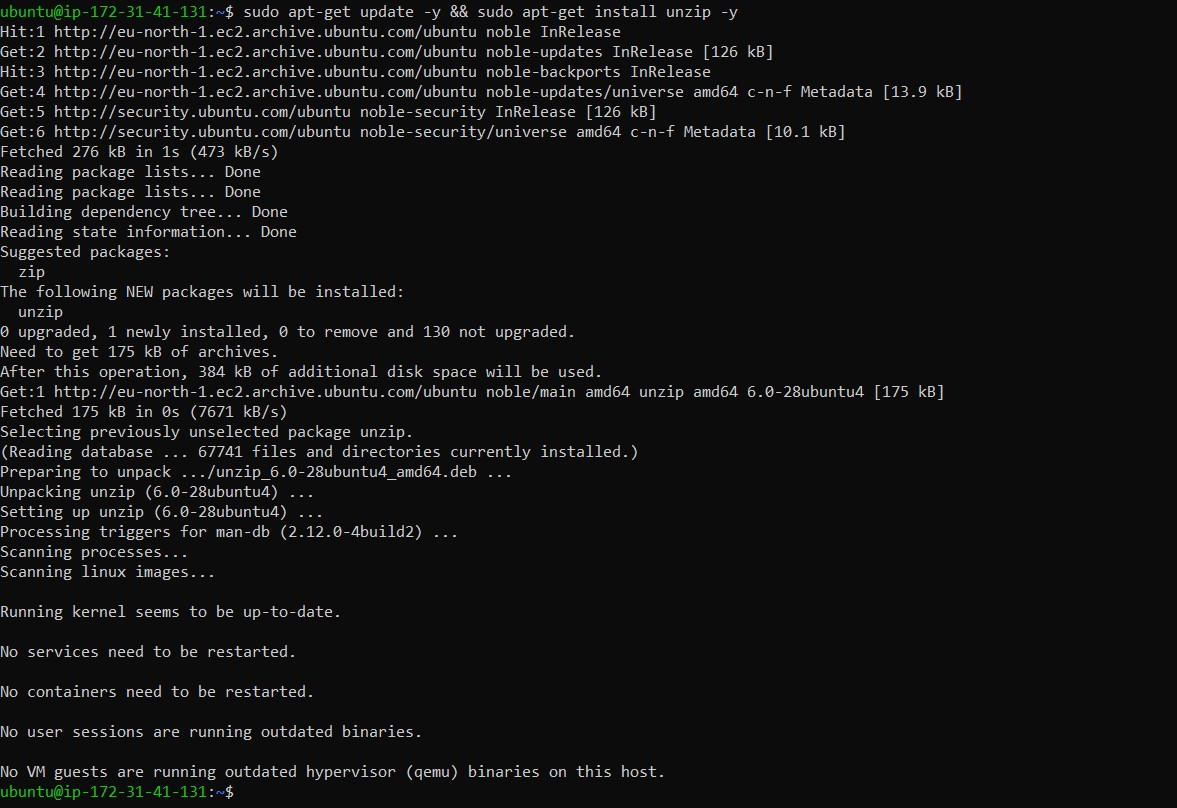 ubuntu@ip-172-31-41-131:~$ sudo apt-get update -y && sudo apt-get install unzip -y
Hit:1 http://eu-north-1.ec2.archive.ubuntu.com/ubuntu noble InRelease
Get:2 http://eu-north-1.ec2.archive.ubuntu.com/ubuntu noble-updates InRelease [126 kB]
Hit:3 http://eu-north-1.ec2.archive.ubuntu.com/ubuntu noble-backports InRelease
Get:4 http://eu-north-1.ec2.archive.ubuntu.com/ubuntu noble-updates/universe amd64 c-n-f Metadata [13.9 kB]
Get:5 http://security.ubuntu.com/ubuntu noble-security InRelease [126 kB]
Get:6 http://security.ubuntu.com/ubuntu noble-security/universe amd64 c-n-f Metadata [10.1 kB]
Fetched 276 kB in 1s (473 kB/s)
Reading package lists... Done
Reading package lists... Done
Building dependency tree... Done
Reading state information... Done
Suggested packages:
  zip
The following NEW packages will be installed:
  unzip
0 upgraded, 1 newly installed, 0 to remove and 130 not upgraded.
Need to get 175 kB of archives.
After this operation, 384 kB of additional disk space will be used.
Get:1 http://eu-north-1.ec2.archive.ubuntu.com/ubuntu noble/main amd64 unzip amd64 6.0-28ubuntu4 [175 kB]
Fetched 175 kB in 0s (7671 kB/s)
Selecting previously unselected package unzip.
(Reading database ... 67741 files and directories currently installed.)
Preparing to unpack .../unzip_6.0-28ubuntu4_amd64.deb ...
Unpacking unzip (6.0-28ubuntu4) ...
Setting up unzip (6.0-28ubuntu4) ...
Processing triggers for man-db (2.12.0-4build2) ...
Scanning processes...
Scanning linux images...

Running kernel seems to be up-to-date.

No services need to be restarted.

No containers need to be restarted.

No user sessions are running outdated binaries.

No VM guests are running outdated hypervisor (qemu) binaries on this host.
ubuntu@ip-172-31-41-131:~$